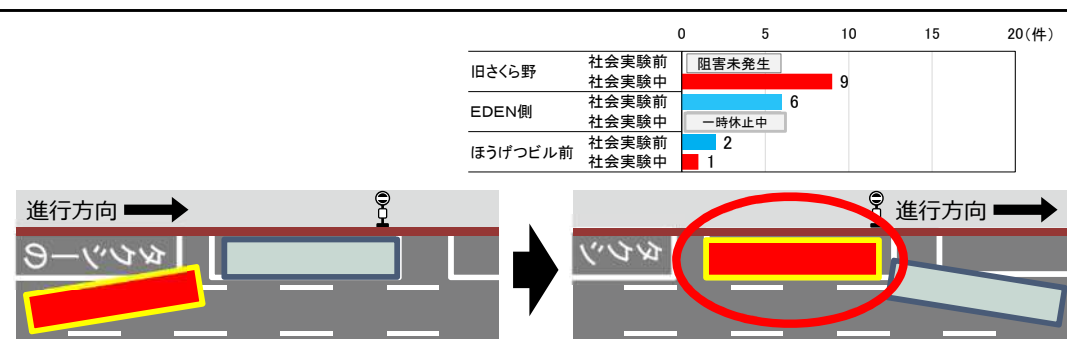 0 5 10 15 20(件)
旧さくら野 社会実験前 阻害未発生
社会実験中 9
EDEN側 社会実験前 6
社会実験中 一時休止中
ほうげつビル前 社会実験前 2
社会実験中 1
進行方向
タクシーの
進行方向
タクシ